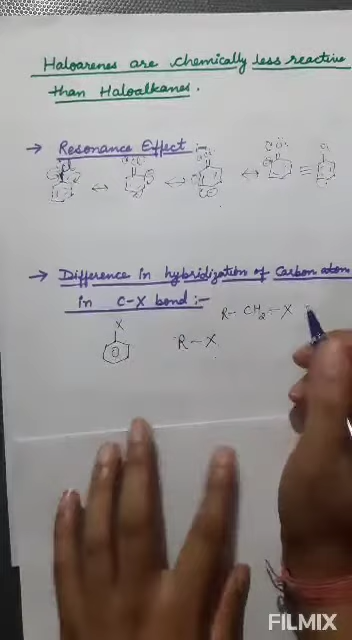 Haloarenes are chemically less reactive
than Haloalkanes.
→ Resonance Effect :-
→ Difference in hybridization of Carbon atom
in C-X bond :-
R- CH₂-X
X
R-X
FILMIX